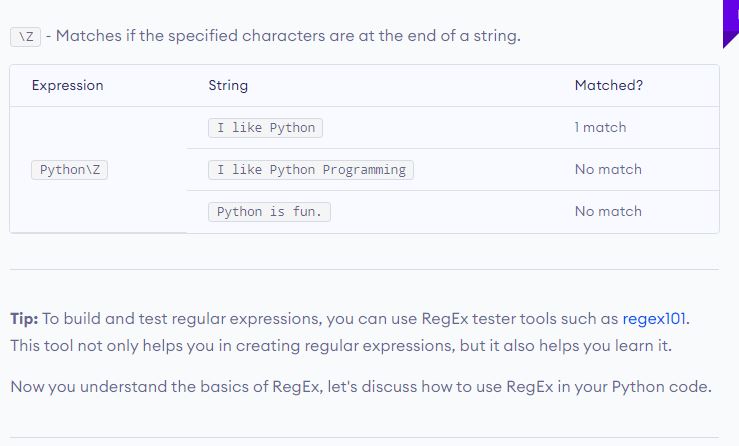 \Z - Matches if the specified characters are at the end of a string.
Expression String Matched?
I like Python 1 match
Python\Z I like Python Programming No match
Python is fun. No match
Tip: To build and test regular expressions, you can use RegEx tester tools such as regex101.
This tool not only helps you in creating regular expressions, but it also helps you learn it.
Now you understand the basics of RegEx, let's discuss how to use RegEx in your Python code.